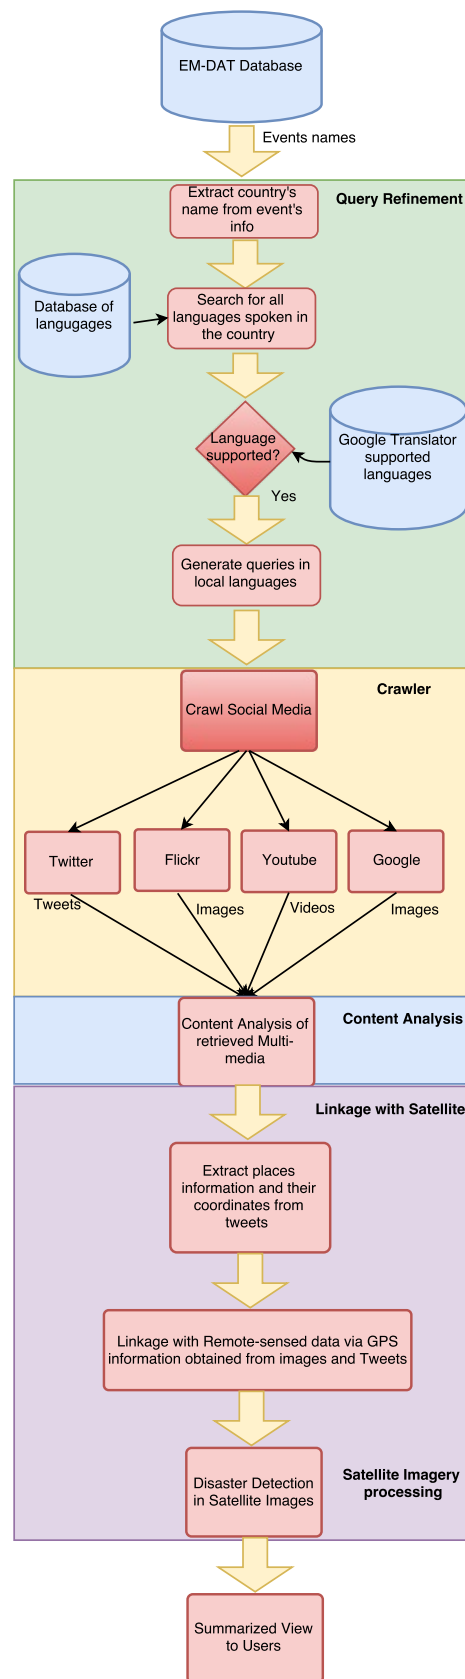 EM-DAT Database
Events names
Query Refinement
Extract country's
name from event's
info
Database of
langugages
Search for all
languages spoken in
the country
Language
supported?
Google Translator
supported
languages
Yes
Generate queries in
local languages
Crawler
Crawl Social Media
Twitter
Flickr
Youtube
Google
Tweets
Images
Videos
Images
Content Analysis
Content Analysis of
retrieved Multi-
media
Linkage with Satellite
Extract places
information and their
coordinates from
tweets
Linkage with Remote-sensed data via GPS
information obtained from images and Tweets
Disaster Detection
in Satellite Images
Satellite Imagery
processing
Summarized View
to Users